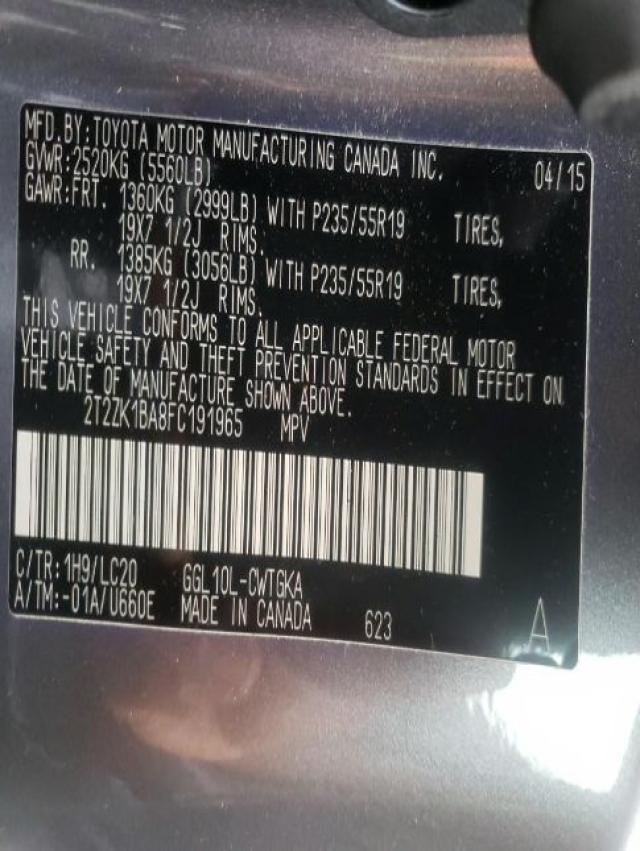 MFD.BY:TOYOTA MOTOR MANUFACTURING CANADA INC. 04/15
GVWR:2520KG (5560LB)
GAWR:FRT. 1360KG (2999LB) WITH P235/55R19 TIRES,
19X7 1/2J RIMS.
RR. 1385KG (3056LB) WITH P235/55R19 TIRES,
19X7 1/2J RIMS.
THIS VEHICLE CONFORMS TO ALL APPLICABLE FEDERAL MOTOR
VEHICLE SAFETY AND THEFT PREVENTION STANDARDS IN EFFECT ON
THE DATE OF MANUFACTURE SHOWN ABOVE.
2T2ZK1BA8FC191965 MPV
C/TR:1H9/LC20 GGL10L-CWTGKA
A/TM:-01A/U660E MADE IN CANADA 623 A